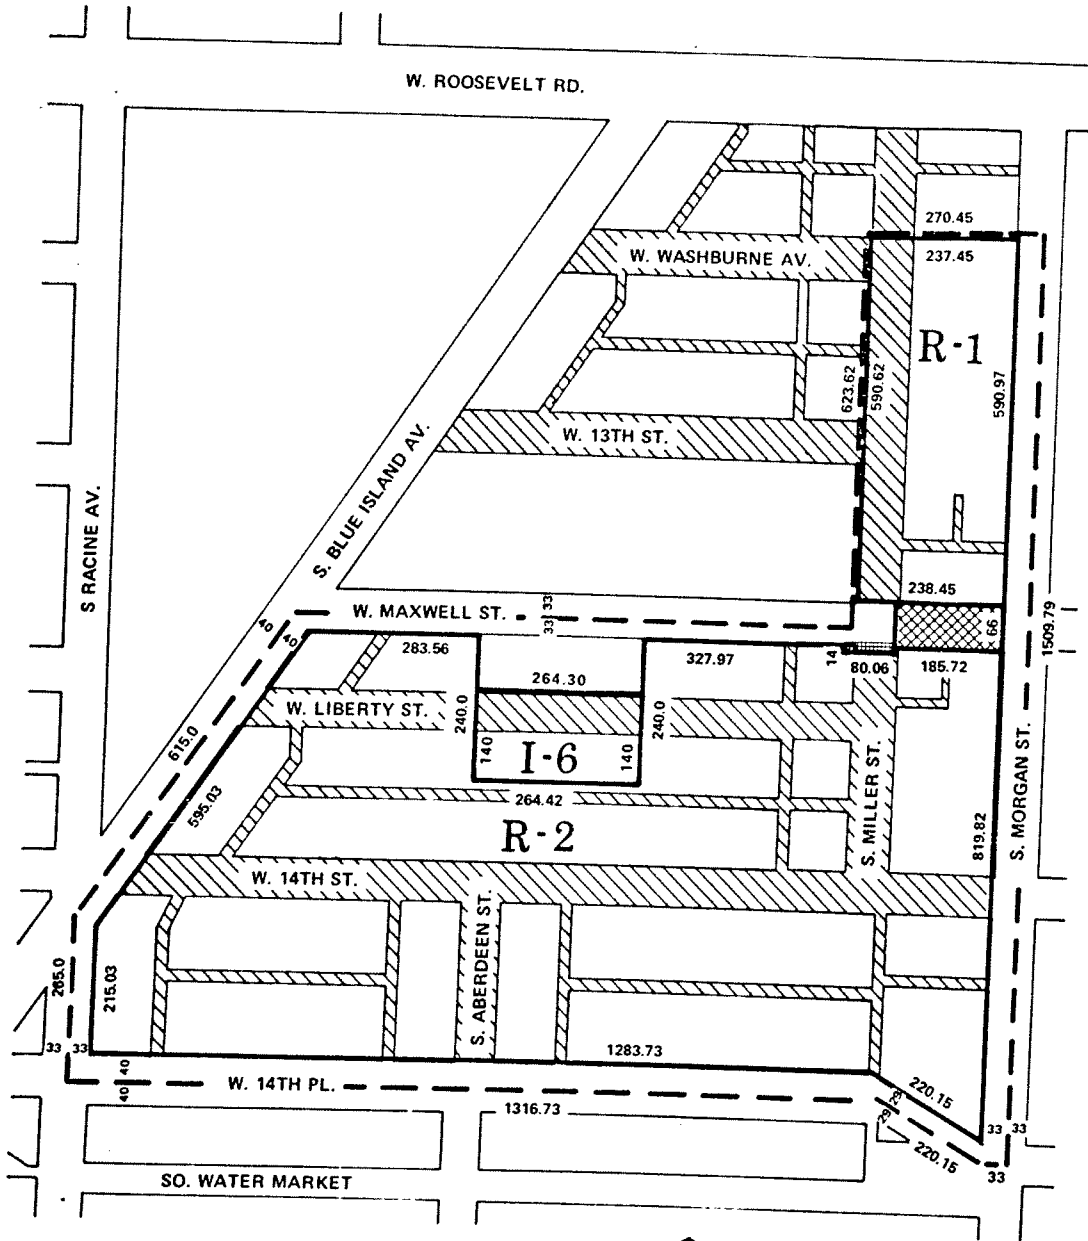 W. ROOSEVELT RD.
270.45
W. WASHBURNE AV.
237.45
R-1
623.62
590.62
590.97
W. 13TH ST.
S. BLUE ISLAND AV.
S RACINE AV.
238.45
W. MAXWELL ST.
33
33
66
1509.79
40
40
283.56
327.97
14
80.06
185.72
264.30
W. LIBERTY ST.
240.0
240.0
615.0
140
I-6
140
S. MILLER ST.
S. MORGAN ST.
264.42
595.03
R-2
819.82
W. 14TH ST.
S. ABERDEEN ST.
265.0
215.03
33
33
1283.73
40
40
W. 14TH PL.
1316.73
29
29
220.15
220.15
33
33
33
SO. WATER MARKET